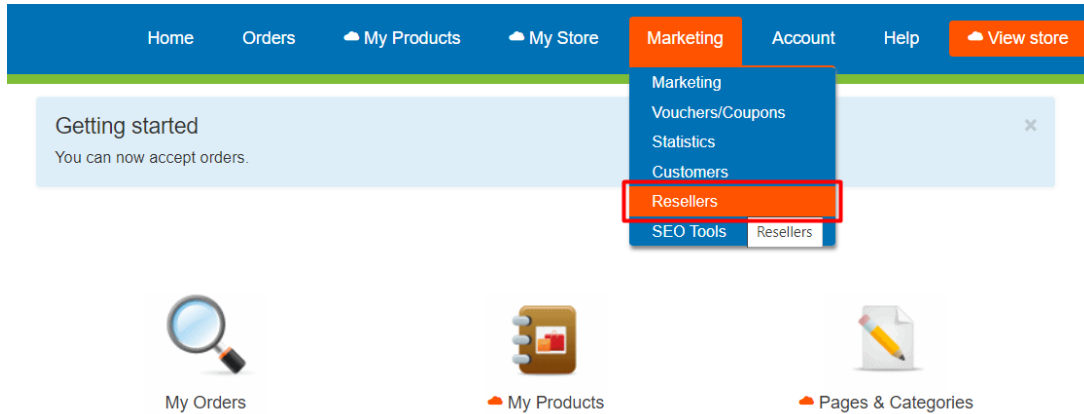 Home Orders My Products My Store Marketing Account Help View store
Marketing
Vouchers/Coupons
Statistics
Customers
Resellers
SEO Tools
Resellers
Getting started
You can now accept orders.
×
My Orders
My Products
Pages & Categories